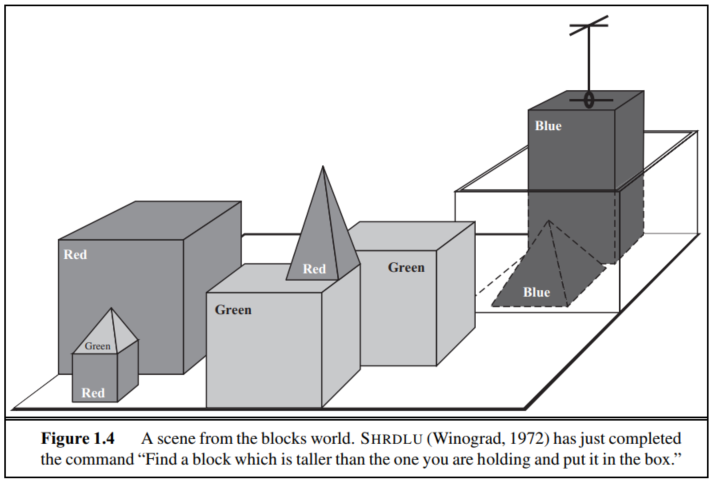 Blue
Red
Red
Green
Green
Blue
Green
Red
Figure 1.4 A scene from the blocks world. SHRDLU (Winograd, 1972) has just completed
the command “Find a block which is taller than the one you are holding and put it in the box.”